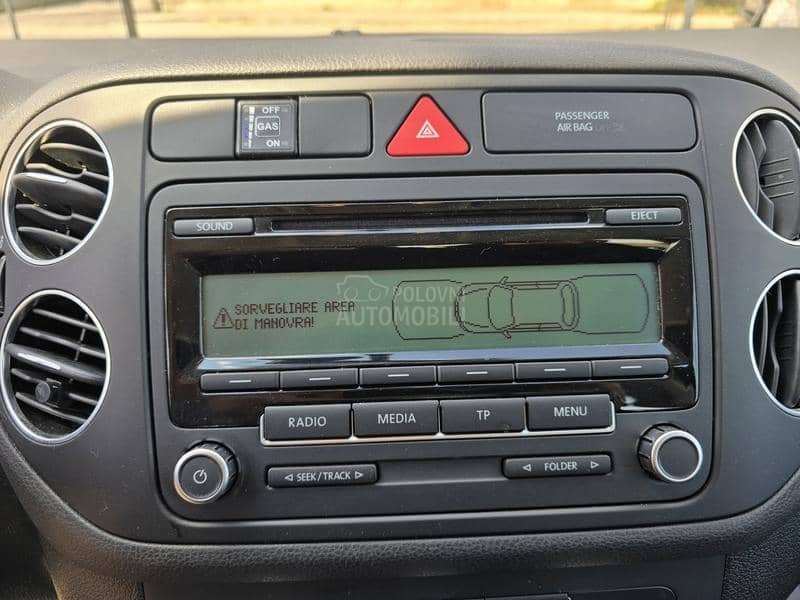 OFF
GAS
ON
PASSENGER
AIR BAG
SOUND
EJECT
SORVEGLIARE AREA
DI MANOVRA!
POLOVNI
AUTOMOBILI
RADIO
MEDIA
TP
MENU
SEEK/TRACK
FOLDER